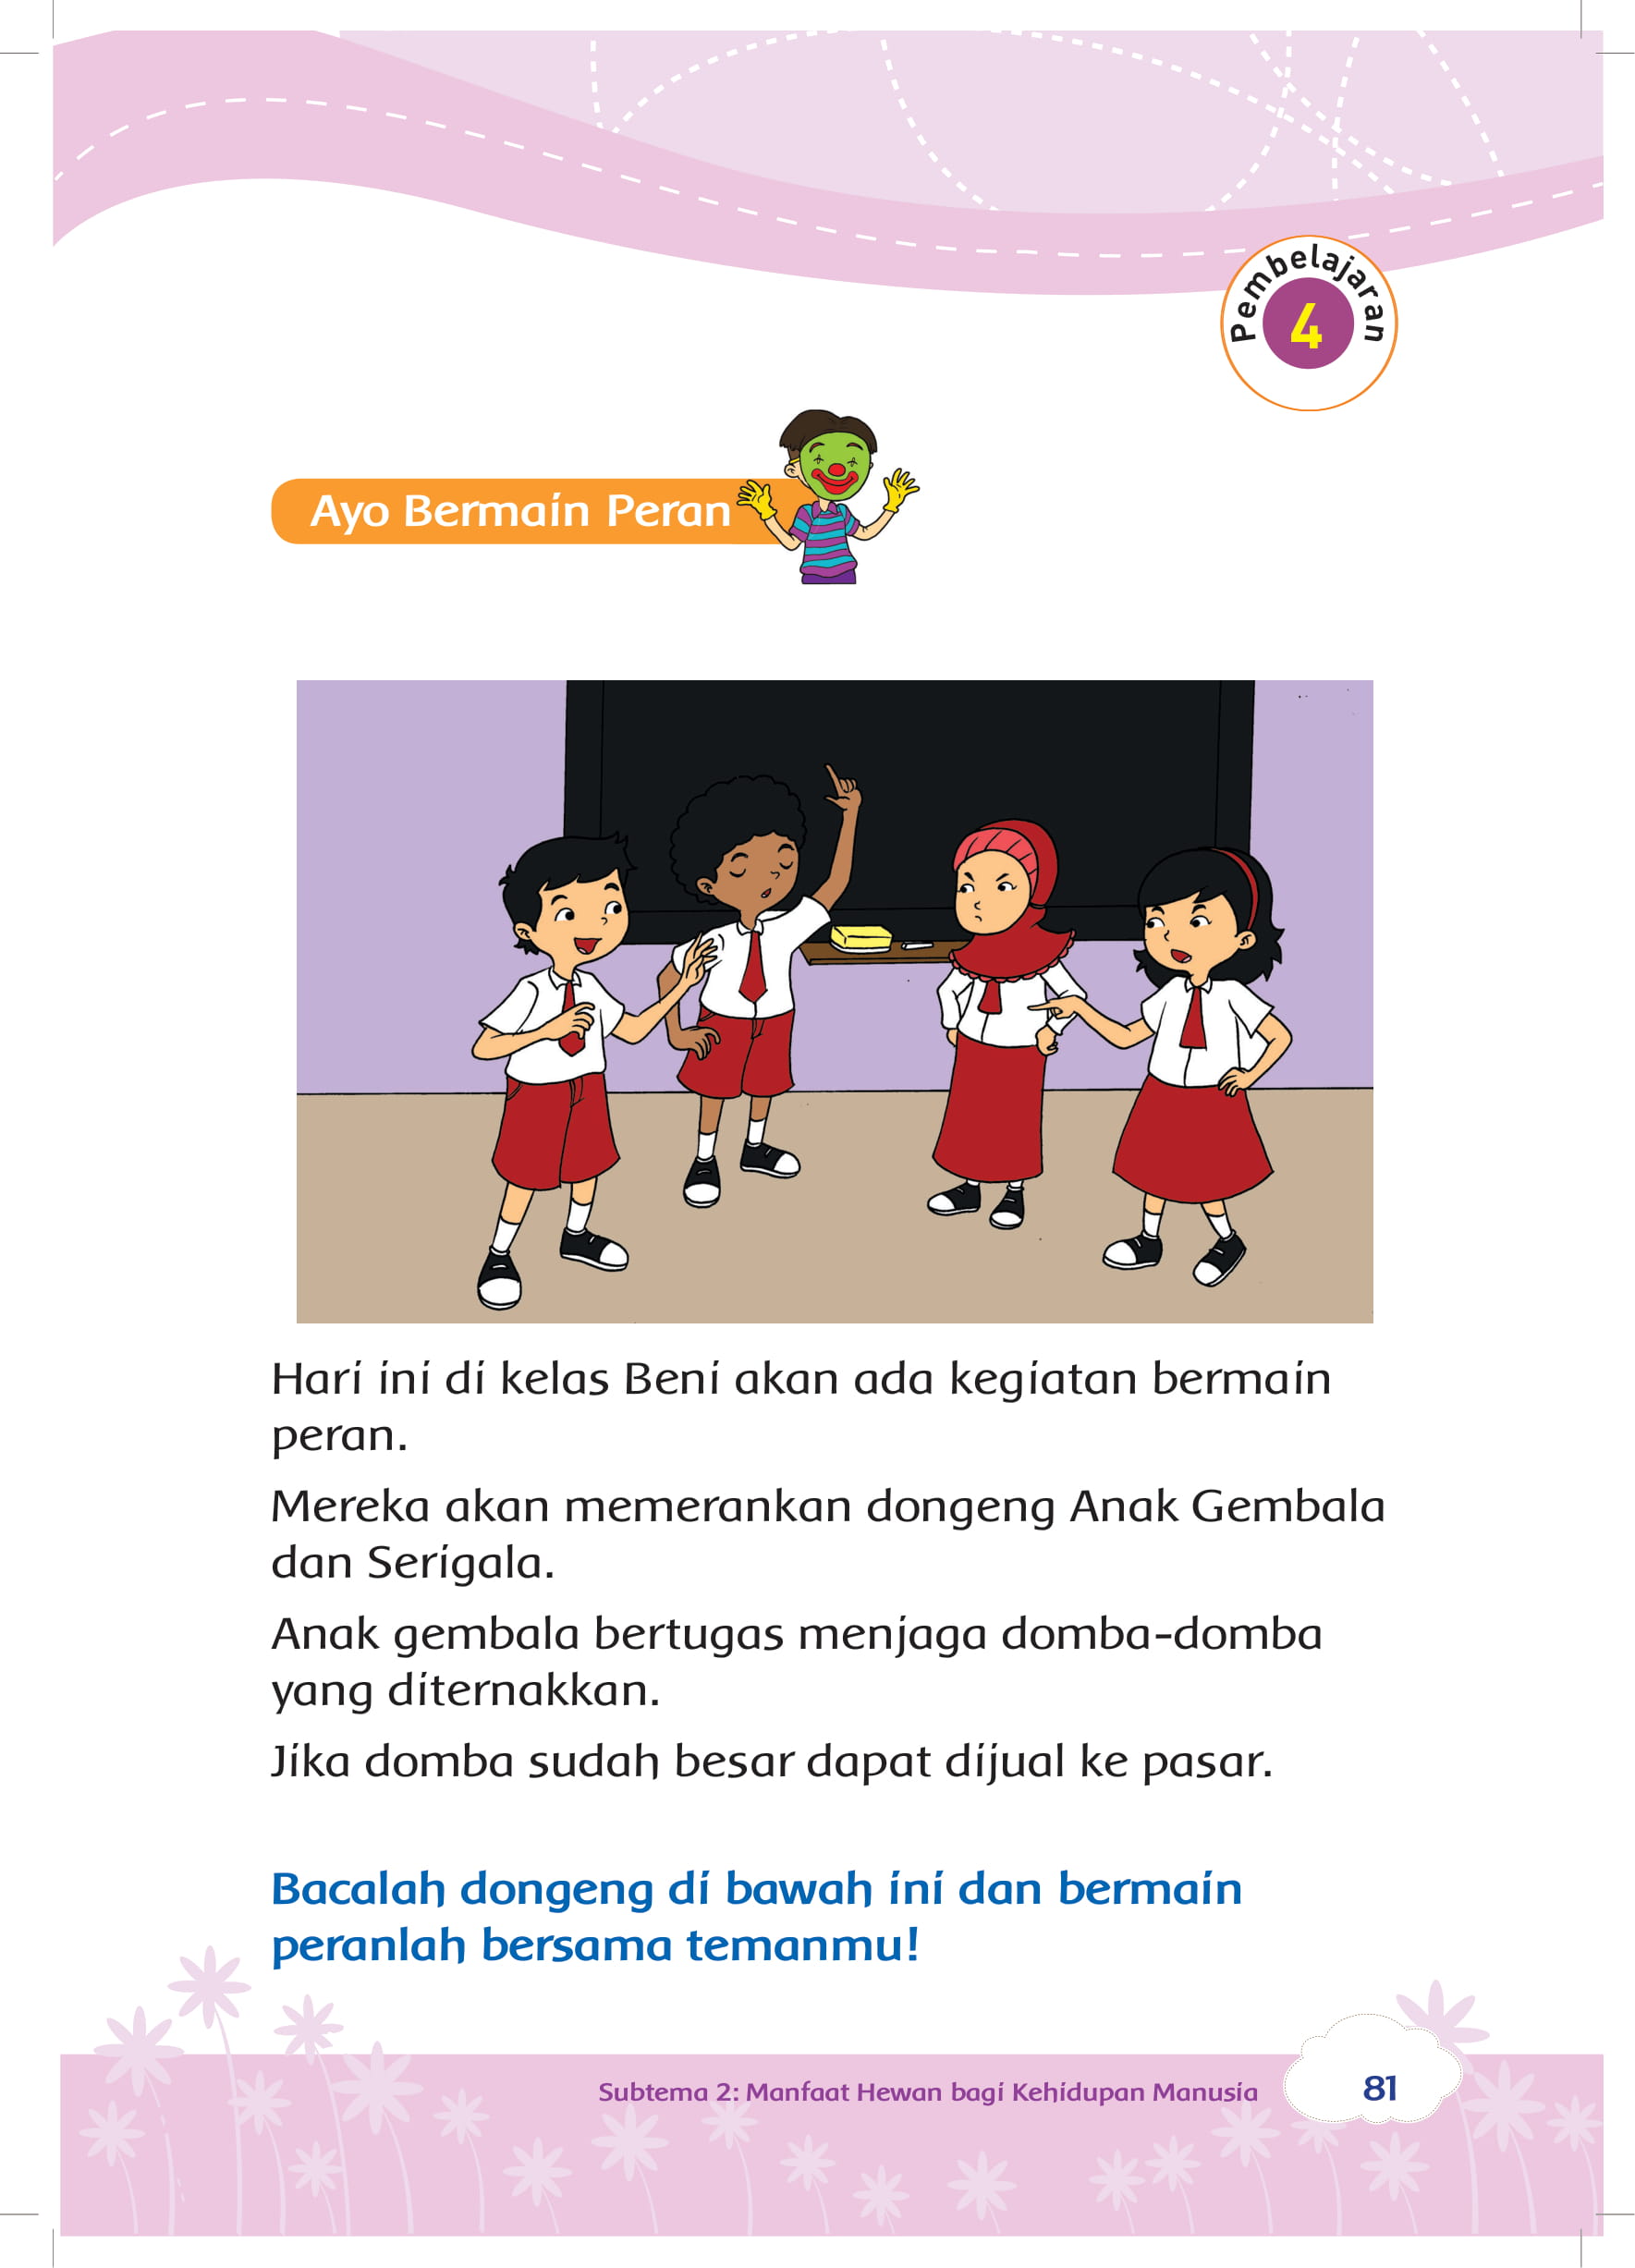 Pembelajaran
4
Ayo Bermain Peran
Hari ini di kelas Beni akan ada kegiatan bermain
peran.
Mereka akan memerankan dongeng Anak Gembala
dan Serigala.
Anak gembala bertugas menjaga domba-domba
yang diternakkan.
Jika domba sudah besar dapat dijual ke pasar.
Bacalah dongeng di bawah ini dan bermain
peranlah bersama temanmu!
Subtema 2: Manfaat Hewan bagi Kehidupan Manusia
81